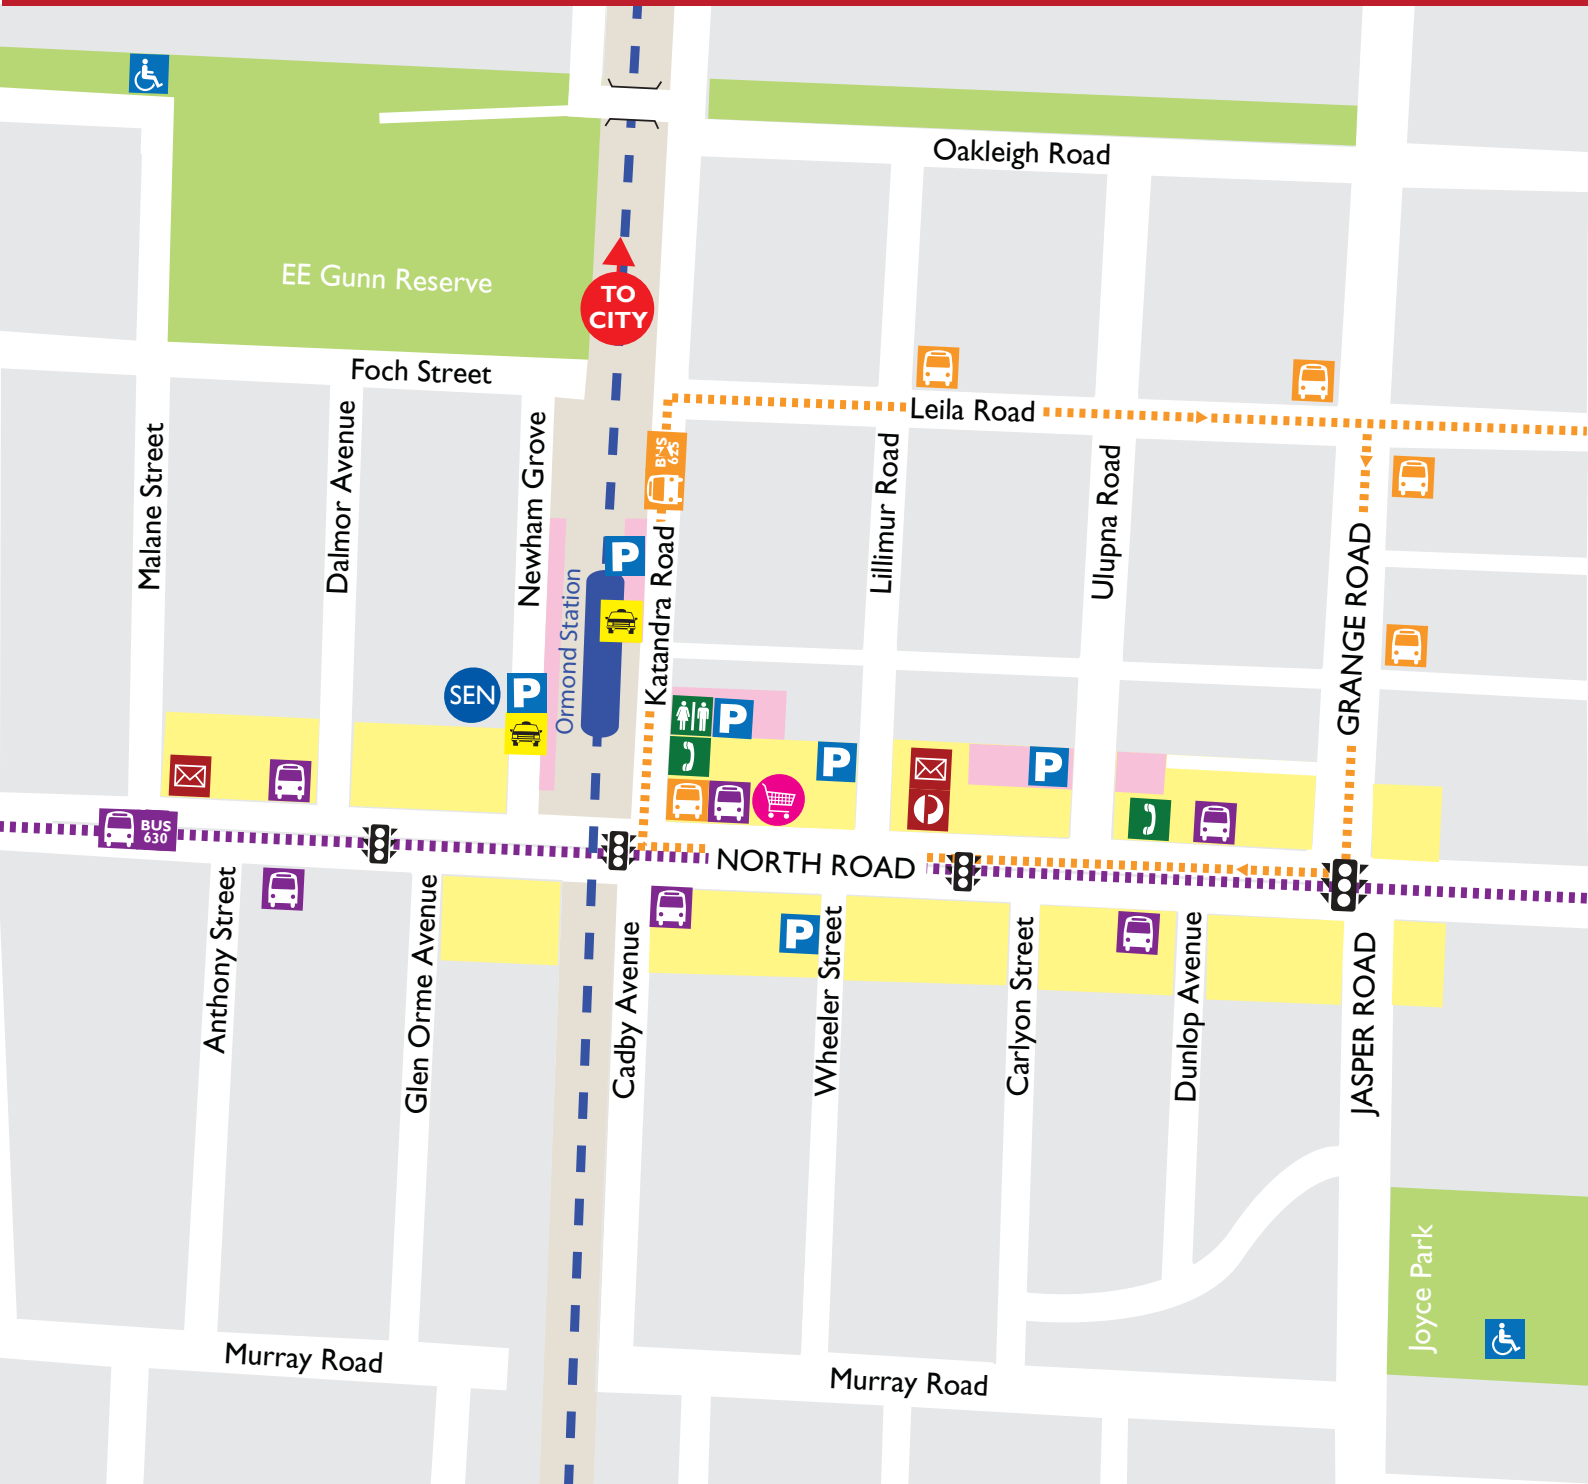 Oakleigh Road
EE Gunn Reserve
TO
CITY
Foch Street
Leila Road
BUS
625
Malane Street
Dalmor Avenue
Newham Grove
Ormond Station
Katandra Road
Lillimur Road
Ulupna Road
GRANGE ROAD
P
SEN
P
P
P
P
BUS
630
NORTH ROAD
P
Anthony Street
Glen Orme Avenue
Cadby Avenue
Wheeler Street
Carlyon Street
Dunlop Avenue
JASPER ROAD
Joyce Park
Murray Road
Murray Road